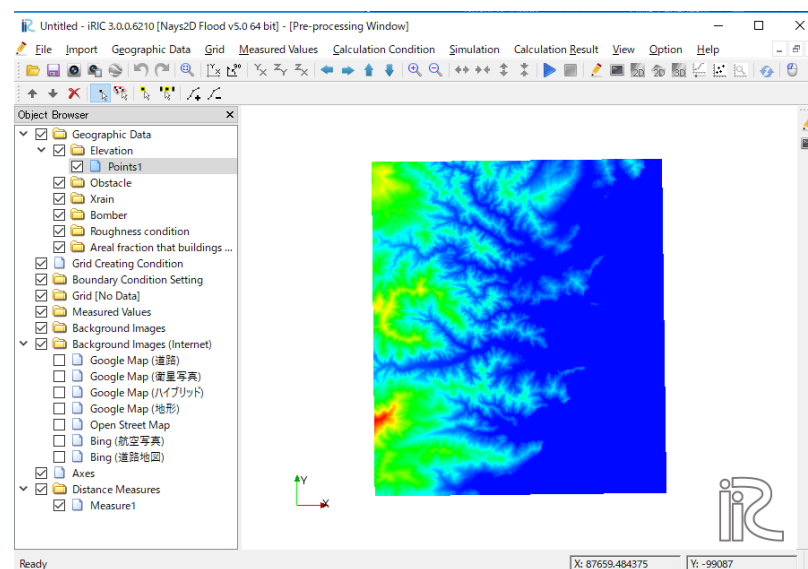 Untitled - iRIC 3.0.0.6210 [Nays2D Flood v5.0 64 bit] - [Pre-processing Window]
File Import Geographic Data Grid Measured Values Calculation Condition Simulation Calculation Result View Option Help
Object Browser
Geographic Data
Elevation
Points1
Obstacle
Xrain
Bomber
Roughness condition
Areal fraction that buildings ...
Grid Creating Condition
Boundary Condition Setting
Grid [No Data]
Measured Values
Background Images
Background Images (Internet)
Google Map (道路)
Google Map (衛星写真)
Google Map (ハイブリッド)
Google Map (地形)
Open Street Map
Bing (航空写真)
Bing (道路地図)
Axes
Distance Measures
Measure1
Y
X
iRIC
Ready
X: 87659.484375
Y: -99087